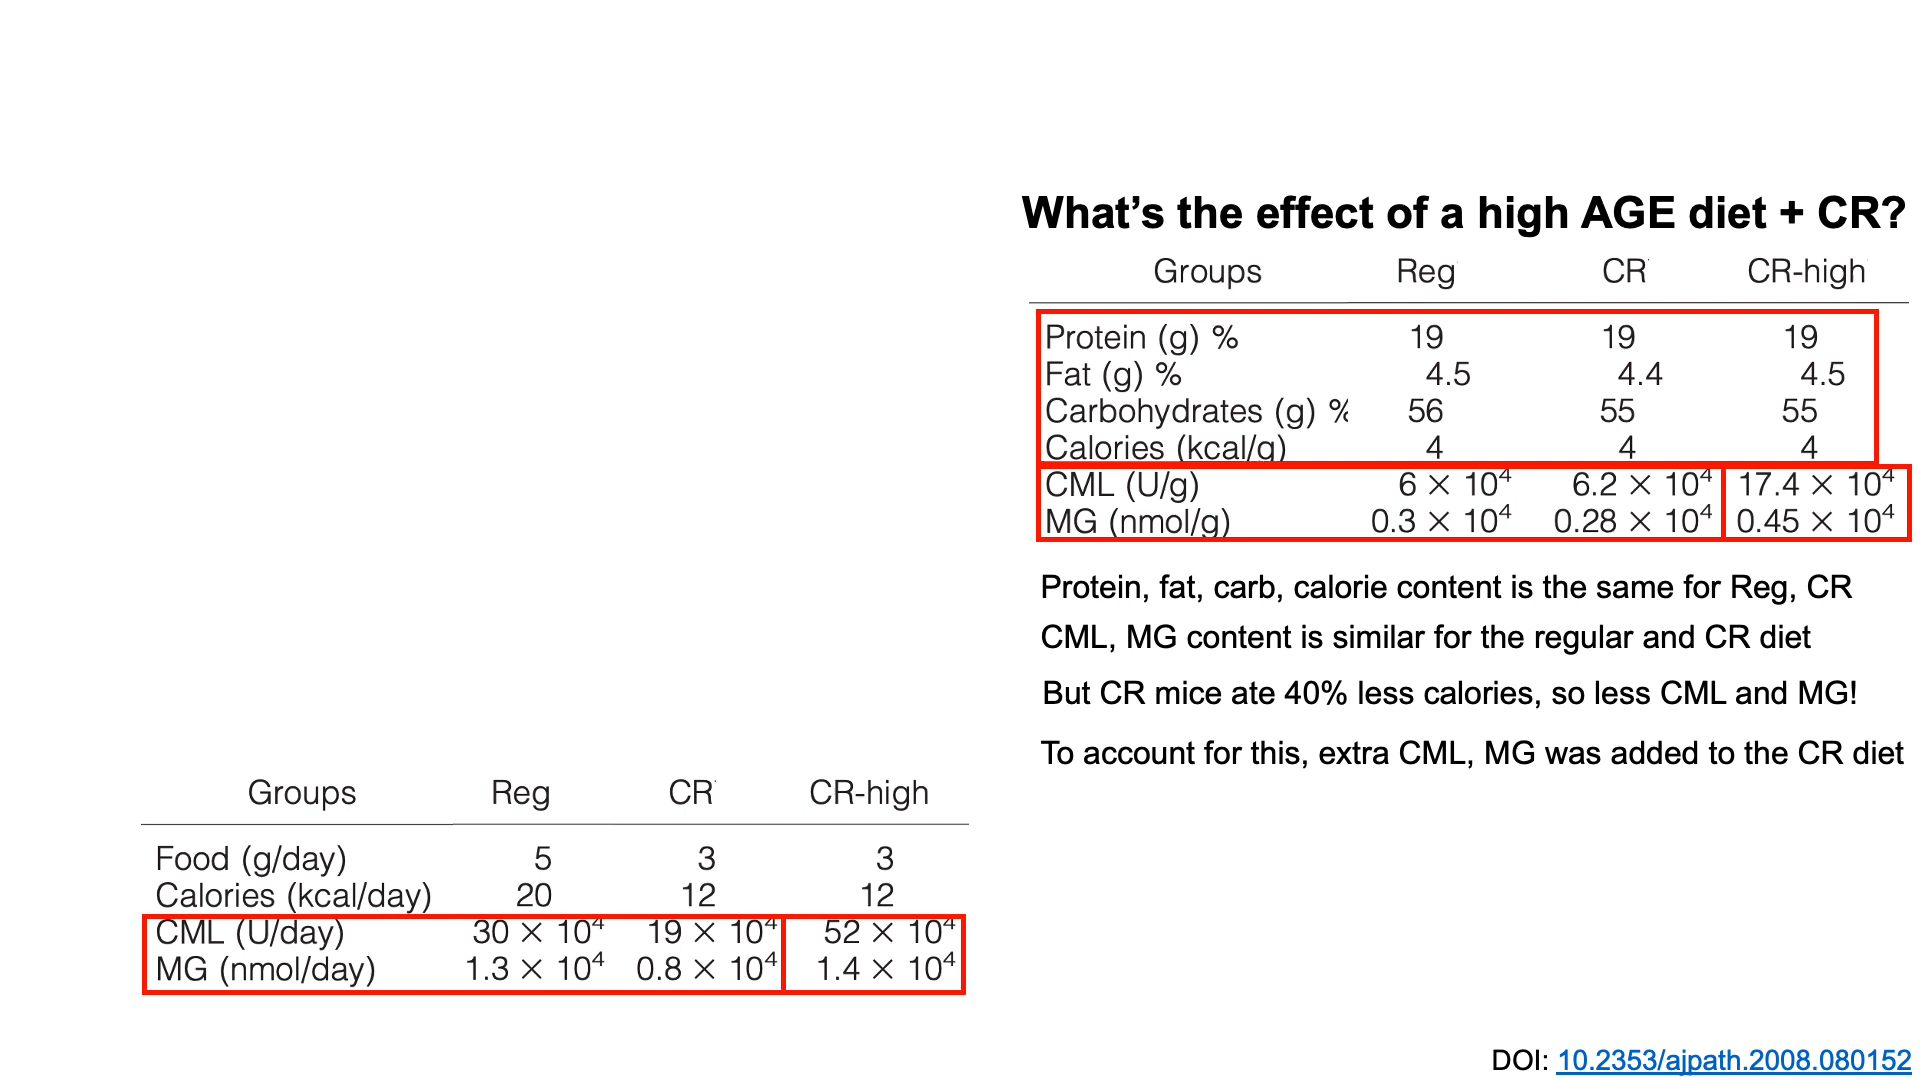 What’s the effect of a high AGE diet + CR?
Groups Reg CR CR-high
Protein (g) % 19 19 19
Fat (g) % 4.5 4.4 4.5
Carbohydrates (g) % 56 55 55
Calories (kcal/g) 4 4 4
CML (U/g) 6 × 10⁴ 6.2 × 10⁴ 17.4 × 10⁴
MG (nmol/g) 0.3 × 10⁴ 0.28 × 10⁴ 0.45 × 10⁴
Protein, fat, carb, calorie content is the same for Reg, CR
CML, MG content is similar for the regular and CR diet
But CR mice ate 40% less calories, so less CML and MG!
To account for this, extra CML, MG was added to the CR diet
Groups Reg CR CR-high
Food (g/day) 5 3 3
Calories (kcal/day) 20 12 12
CML (U/day) 30 × 10⁴ 19 × 10⁴ 52 × 10⁴
MG (nmol/day) 1.3 × 10⁴ 0.8 × 10⁴ 1.4 × 10⁴
DOI: 10.2353/ajpath.2008.080152